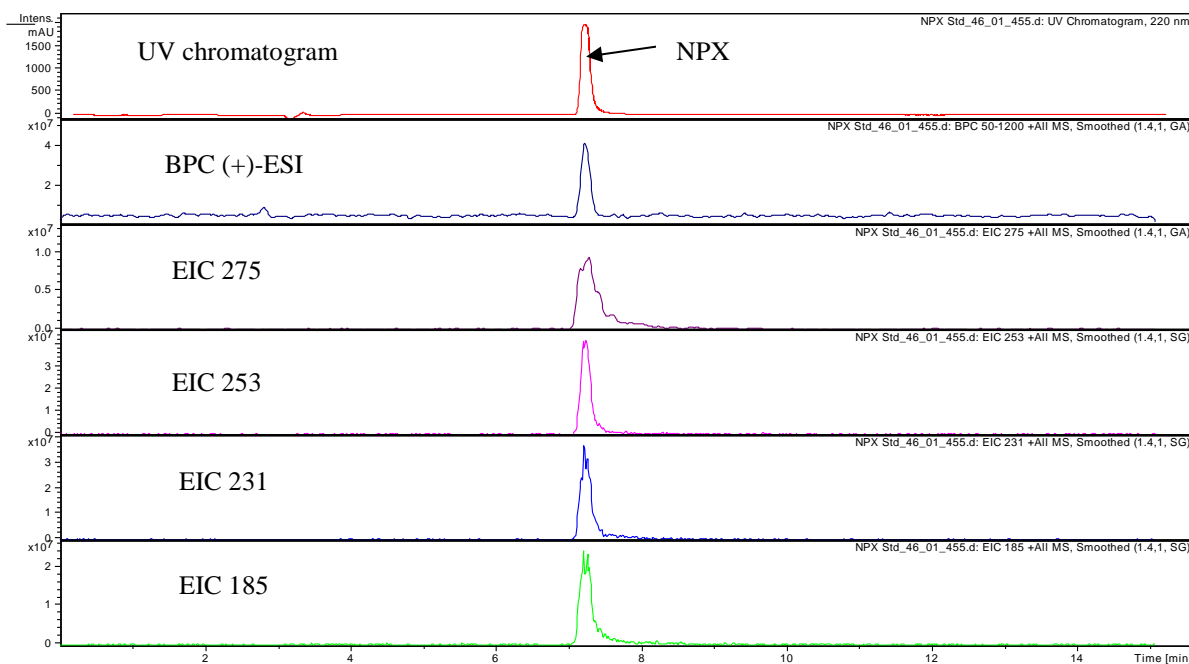 Intens.
mAU
NPX Std_46_01_455.d: UV Chromatogram, 220 nm
UV chromatogram
NPX
1500
1000
500
0
x10^7
NPX Std_46_01_455.d: BPC 50-1200 +All MS, Smoothed (1.4,1, GA)
BPC (+)-ESI
4
2
x10^7
NPX Std_46_01_455.d: EIC 275 +All MS, Smoothed (1.4,1, GA)
EIC 275
1.0
0.5
0.0
x10^7
NPX Std_46_01_455.d: EIC 253 +All MS, Smoothed (1.4,1, SG)
EIC 253
3
2
1
0
x10^7
NPX Std_46_01_455.d: EIC 231 +All MS, Smoothed (1.4,1, SG)
EIC 231
3
2
1
0
x10^7
NPX Std_46_01_455.d: EIC 185 +All MS, Smoothed (1.4,1, SG)
EIC 185
2
1
0
2 4 6 8 10 12 14 Time [min